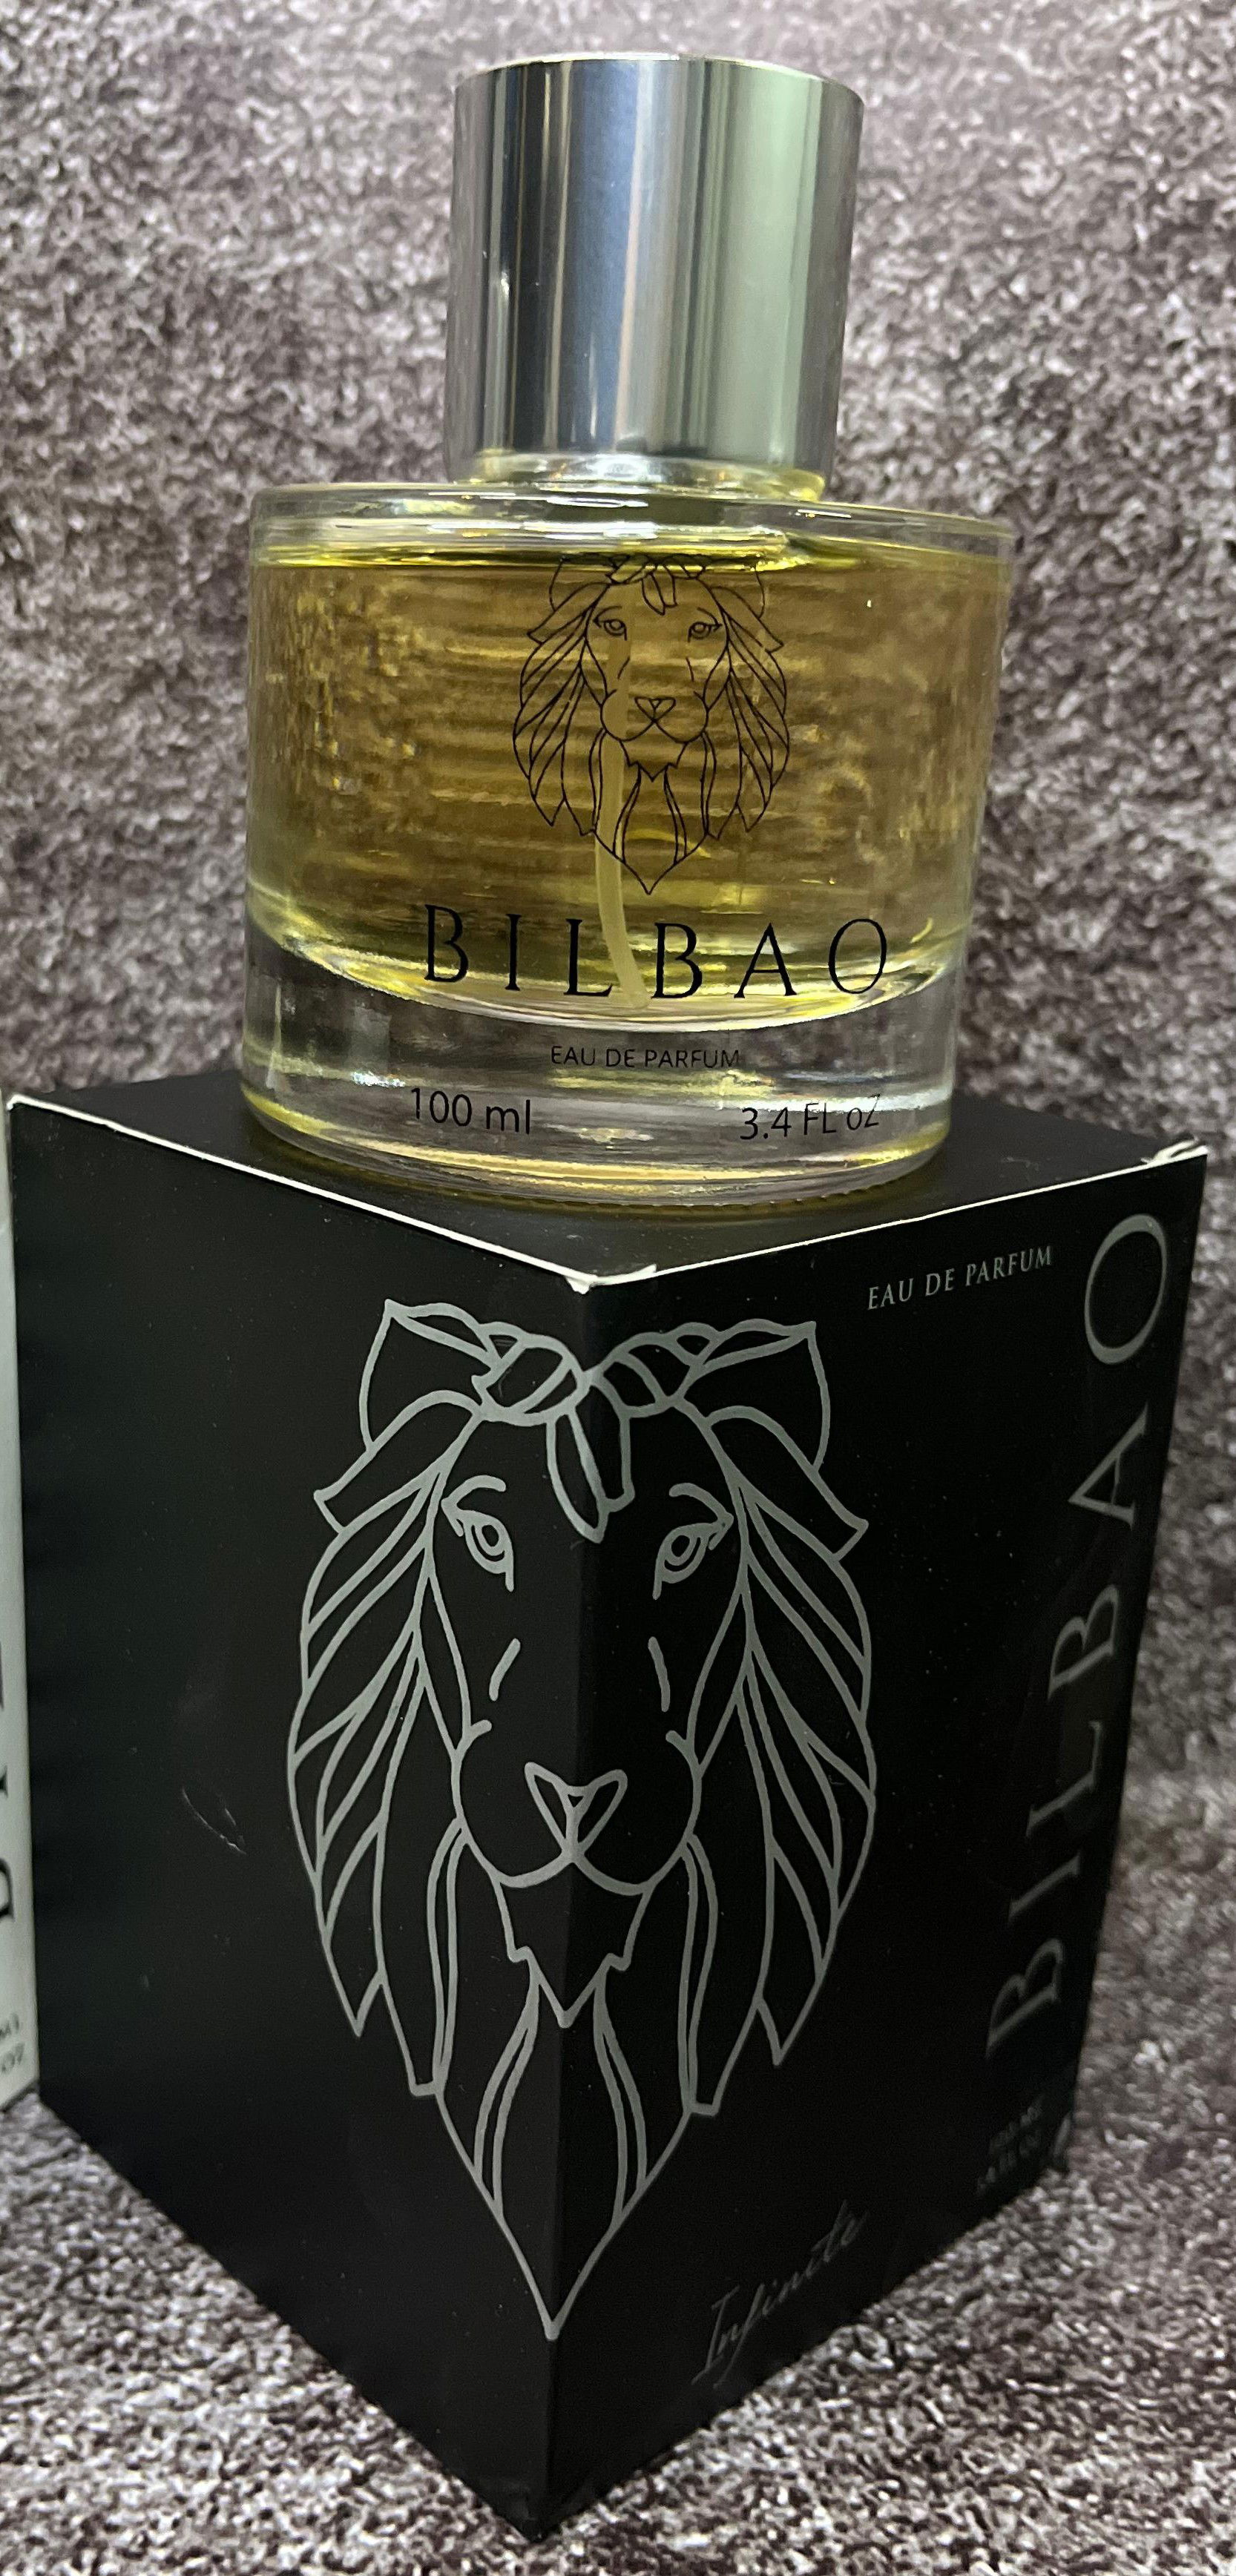 BILBAO
EAU DE PARFUM
100 ml
3.4 FL oZ
EAU DE PARFUM
BILBAO
Infinite